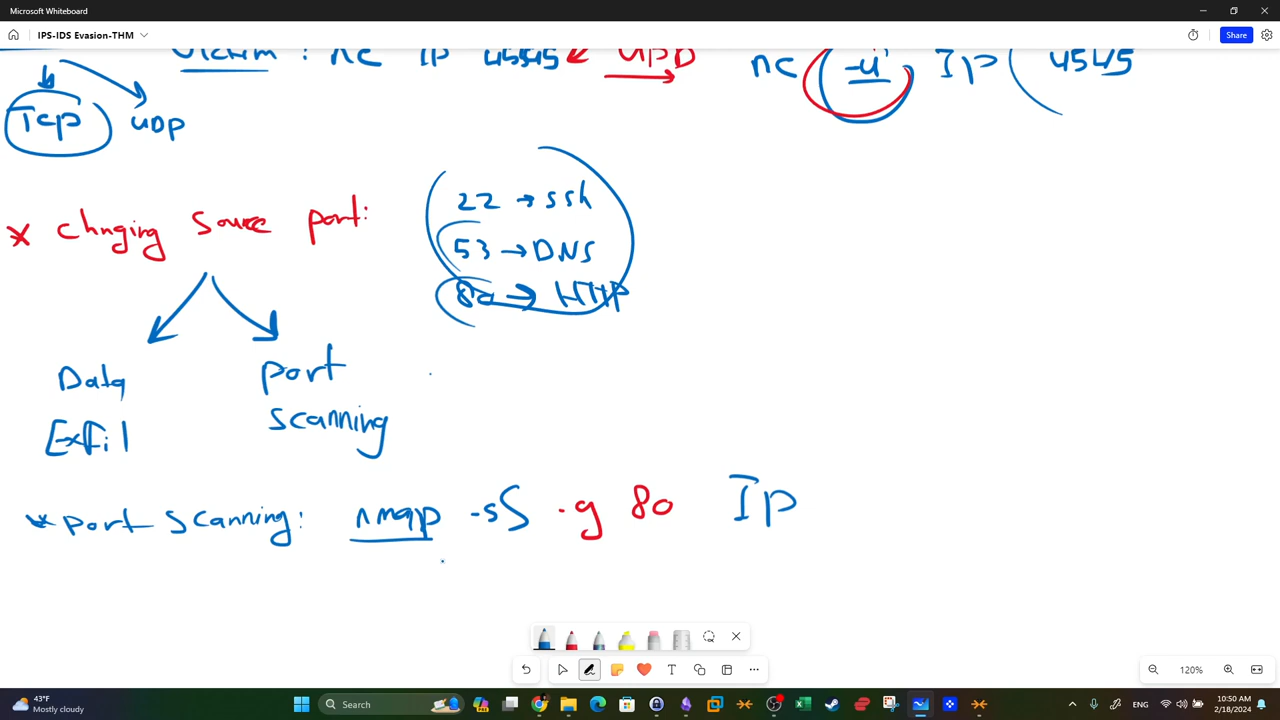 Microsoft Whiteboard
IPS-IDS Evasion-THM
Share
Victim : nc IP 4545 UPD
nc -u IP 4545
Tcp UDP
* Chnging Source port:
22 → ssh
53 → DNS
80 → HTTP
Data
Exfil
port
scanning
* port scanning: nmap -sS -g 80 Ip
120%
43°F
Mostly cloudy
Search
ENG
10:50 AM
2/18/2024